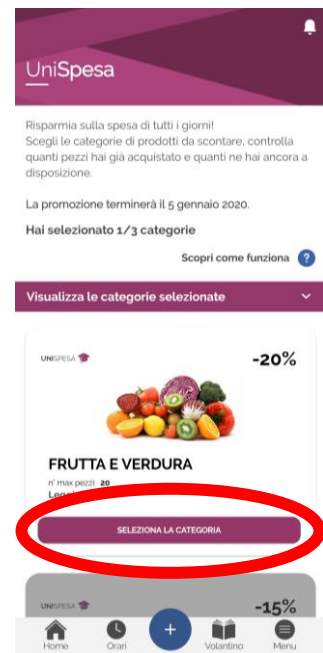 UniSpesa
Risparmia sulla spesa di tutti i giorni!
Scegli le categorie di prodotti da scontare, controlla
quanti pezzi hai già acquistato e quanti ne hai ancora a
disposizione.
La promozione terminerà il 5 gennaio 2020.
Hai selezionato 1/3 categorie
Scopri come funziona ?
Visualizza le categorie selezionate
UNISPESA -20%
FRUTTA E VERDURA
n° max pezzi: 20
SELEZIONA LA CATEGORIA
UNISPESA -15%
+
Home Orari Volantino Menu